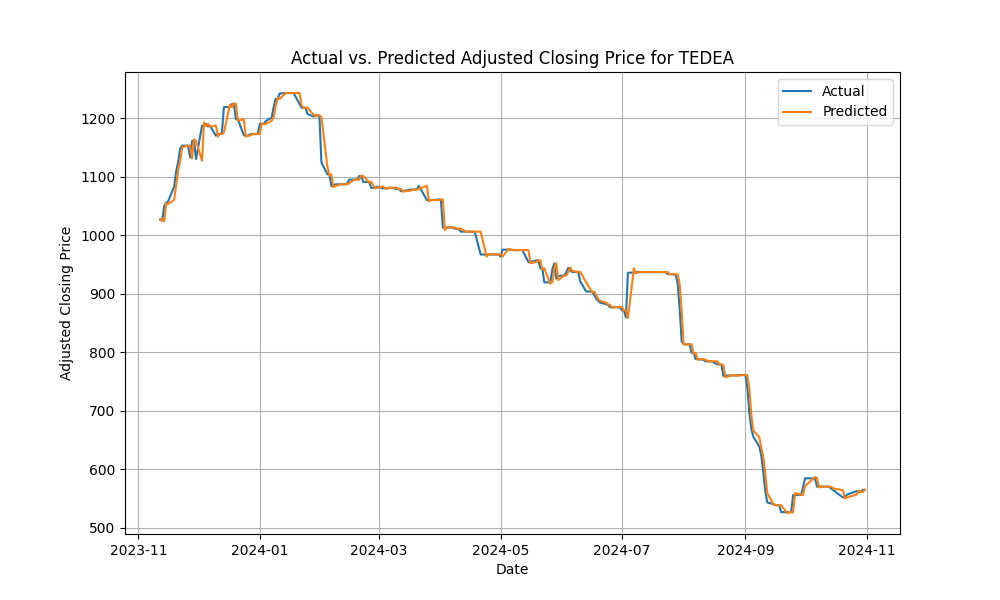 Actual vs. Predicted Adjusted Closing Price for TEDEA
Actual
Predicted
Adjusted Closing Price
1200
1100
1000
900
800
700
600
500
2023-11 2024-01 2024-03 2024-05 2024-07 2024-09 2024-11
Date